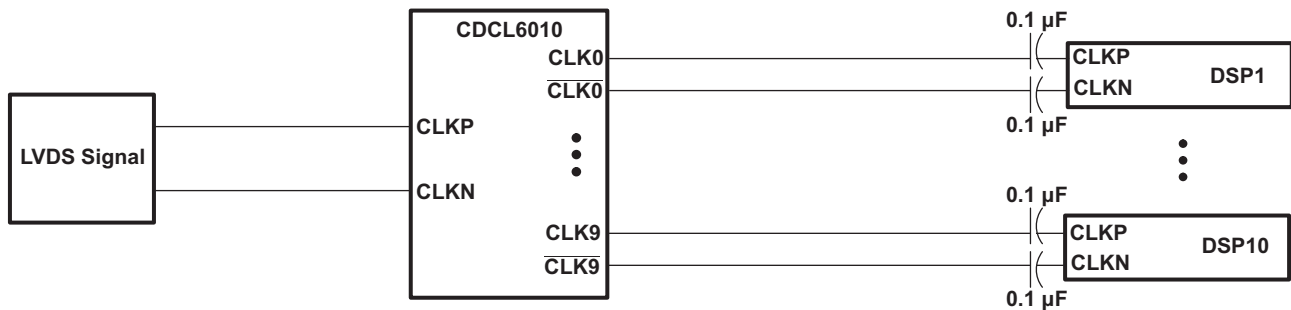 0.1 µF
CDCL6010
CLK0
CLKP
DSP1
CLK0
CLKN
0.1 µF
CLKP
LVDS Signal
CLKN
0.1 µF
CLK9
CLKP
DSP10
CLK9
CLKN
0.1 µF